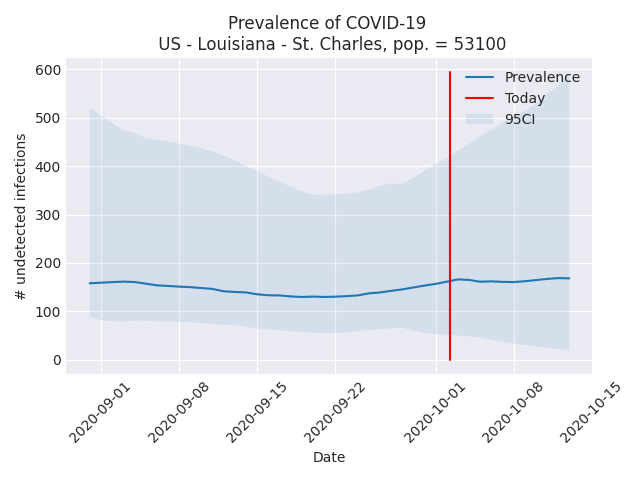 Prevalence of COVID-19
US - Louisiana - St. Charles, pop. = 53100
600
500
400
300
200
100
0
# undetected infections
Prevalence
Today
95CI
2020-09-01
2020-09-08
2020-09-15
2020-09-22
2020-10-01
2020-10-08
2020-10-15
Date